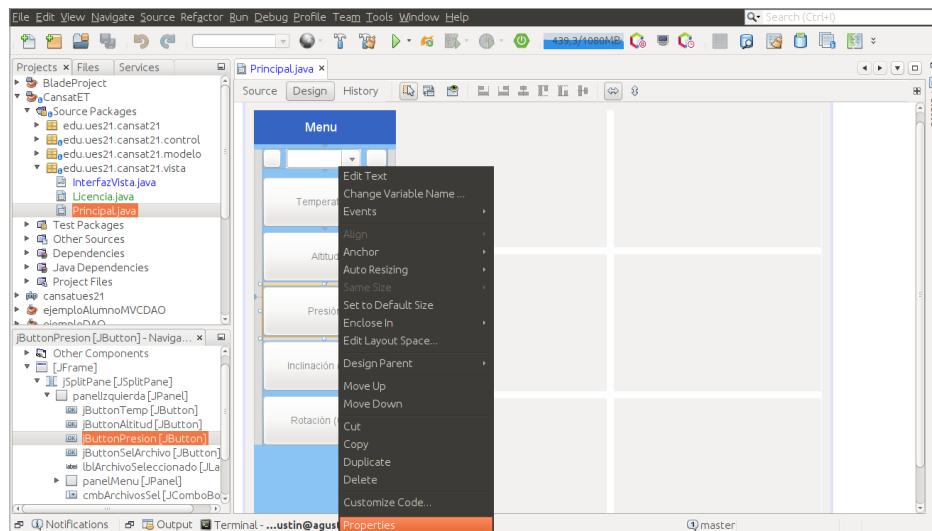 File Edit View Navigate Source Refactor Run Debug Profile Team Tools Window Help
Search (Ctrl+I)
439,3/1080MB
Projects Files Services
Principal.java
BladeProject
Source Design History
CansatET
Source Packages
edu.ues21.cansat21
edu.ues21.cansat21.control
edu.ues21.cansat21.modelo
edu.ues21.cansat21.vista
InterfazVista.java
Licencia.java
Principal.java
Test Packages
Other Sources
Dependencies
Java Dependencies
Project Files
cansatues21
ejemploAlumnoMVCDAO
ejemploDAO
jButtonPresion [JButton] - Naviga...
Other Components
[JFrame]
jSplitPane [JSplitPane]
panelIzquierda [JPanel]
jButtonTemp [JButton]
jButtonAltitud [JButton]
jButtonPresion [JButton]
jButtonSelArchivo [JButton]
lblArchivoSeleccionado [JLa
panelMenu [JPanel]
cmbArchivosSel [JComboBo
Menu
Temperat
Altitud
Presión
Inclinación
Rotación (
Edit Text
Change Variable Name ...
Events
Align
Anchor
Auto Resizing
Same Size
Set to Default Size
Enclose In
Edit Layout Space...
Design Parent
Move Up
Move Down
Cut
Copy
Duplicate
Delete
Customize Code...
Properties
Notifications Output Terminal - ...ustin@agus
master